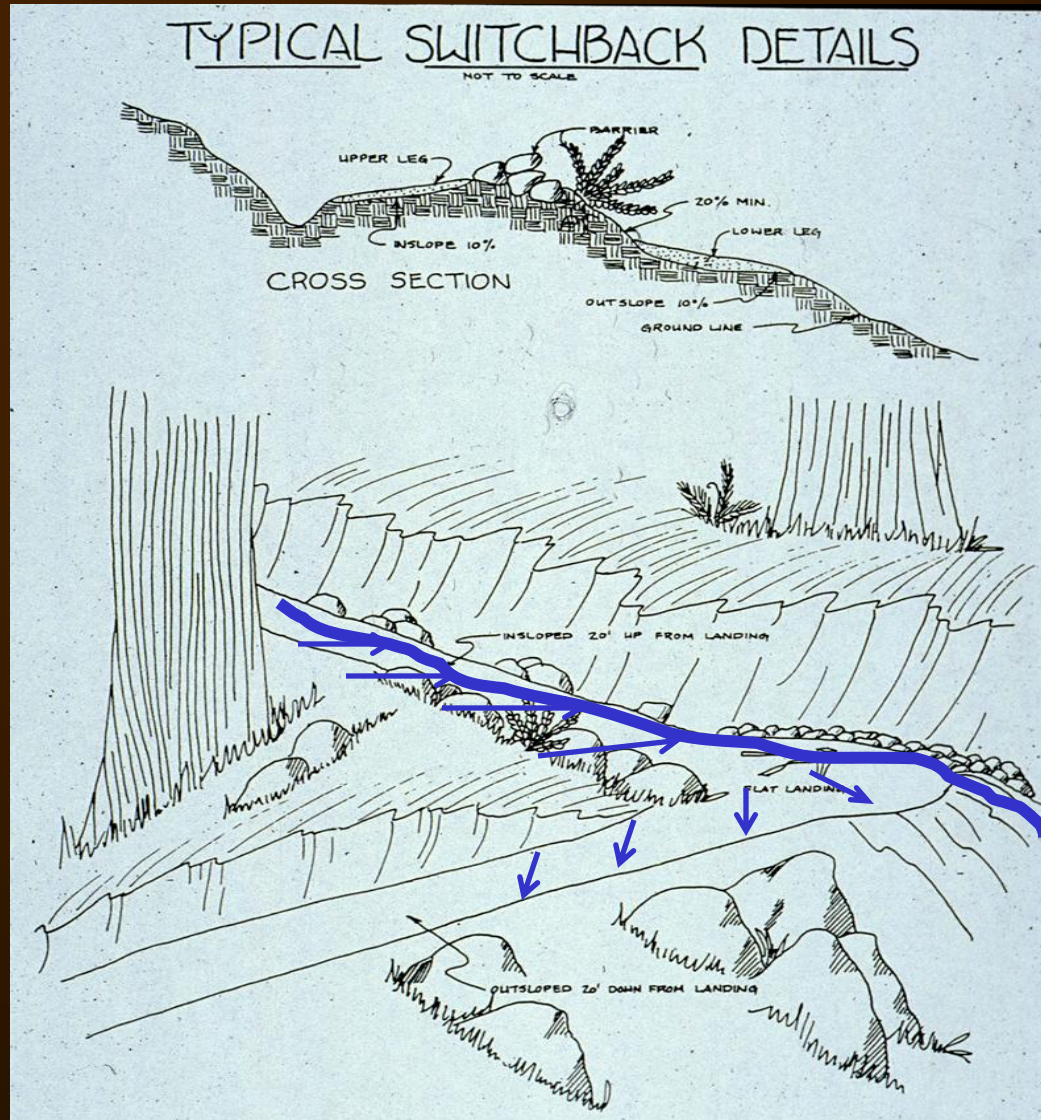 TYPICAL SWITCHBACK DETAILS
NOT TO SCALE
BARRIER
UPPER LEG
20% MIN.
LOWER LEG
INSLOPE 10%
CROSS SECTION
OUTSLOPE 10%
GROUND LINE
INSLOPED 20' UP FROM LANDING
FLAT LANDING
OUTSLOPED 20' DOWN FROM LANDING